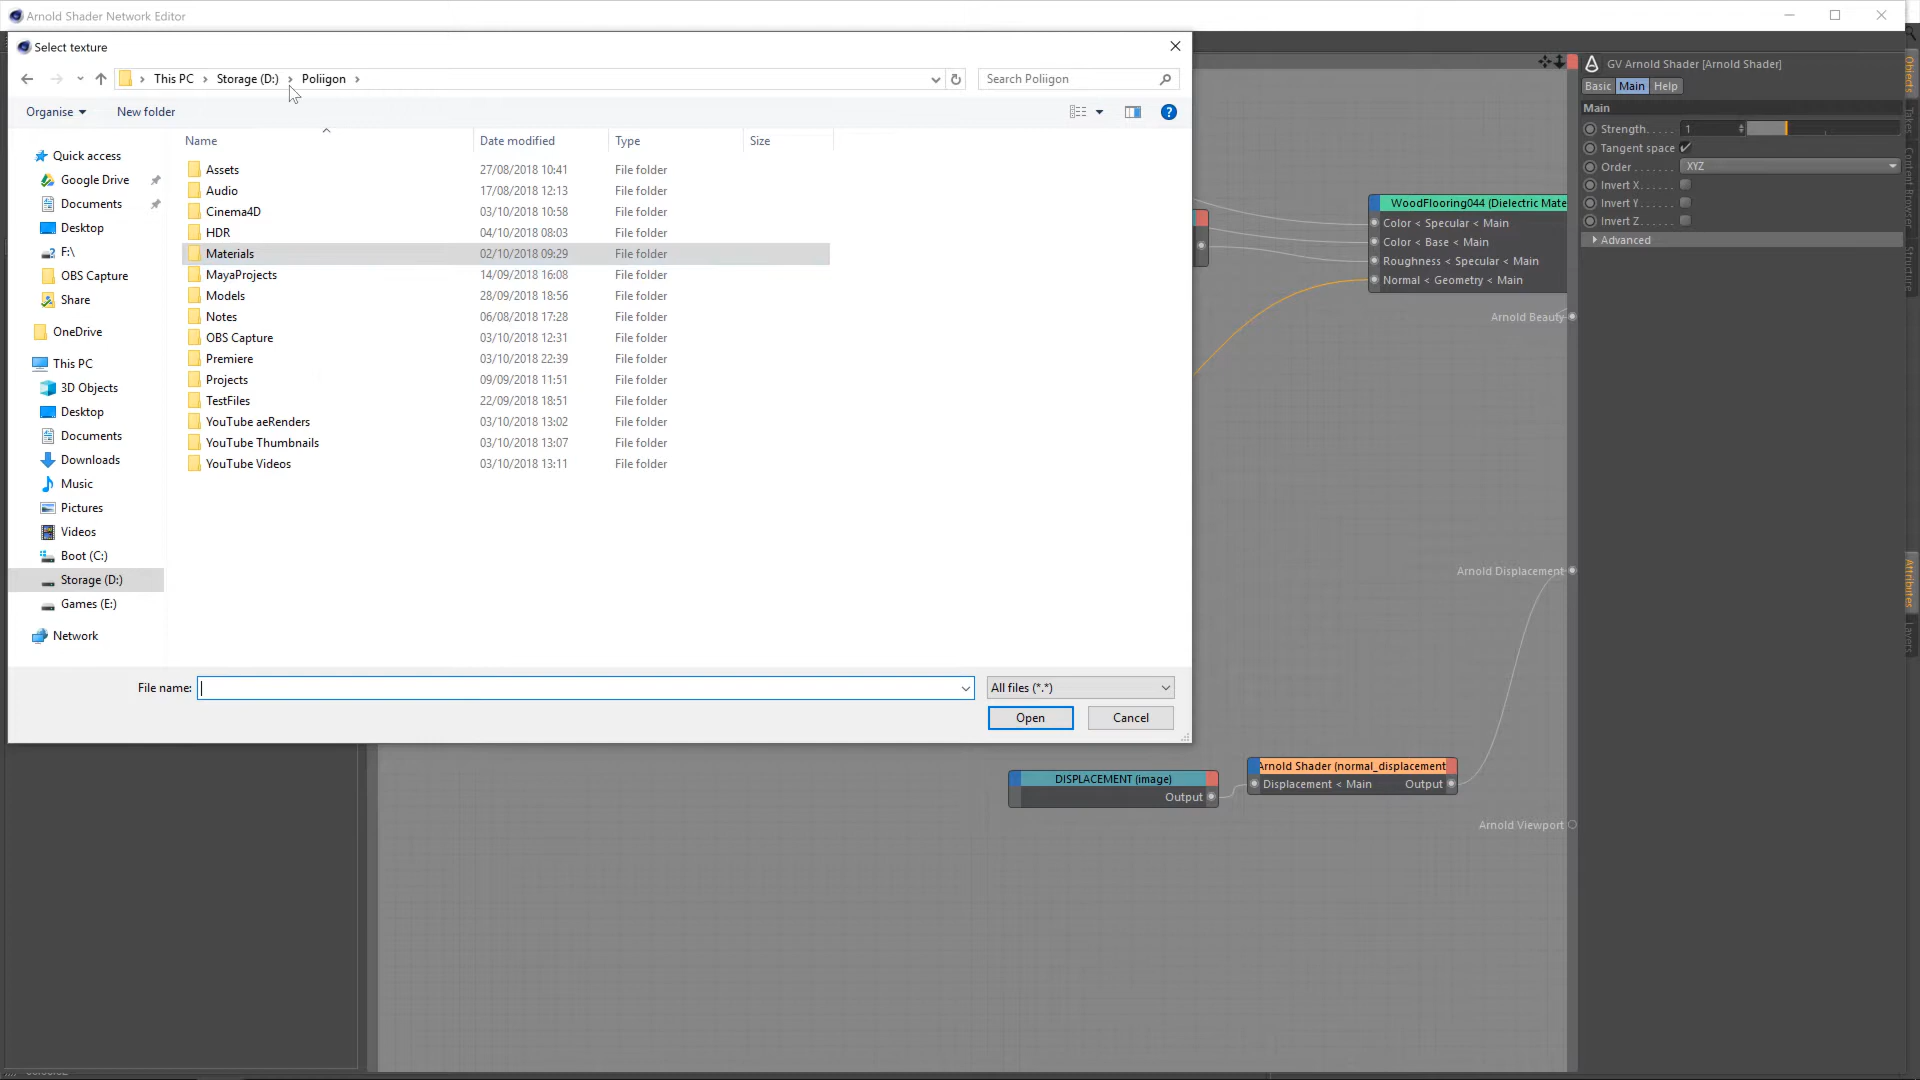 Arnold Shader Network Editor
Select texture
This PC > Storage (D:) > Poliigon >
Search Poliigon
Organise
New folder
Name Date modified Type Size
Quick access
Google Drive
Documents
Desktop
F:\
OBS Capture
Share
OneDrive
This PC
3D Objects
Desktop
Documents
Downloads
Music
Pictures
Videos
Boot (C:)
Storage (D:)
Games (E:)
Network
Assets 27/08/2018 10:41 File folder
Audio 17/08/2018 12:13 File folder
Cinema4D 03/10/2018 10:58 File folder
HDR 04/10/2018 08:03 File folder
Materials 02/10/2018 09:29 File folder
MayaProjects 14/09/2018 16:08 File folder
Models 28/09/2018 18:56 File folder
Notes 06/08/2018 17:28 File folder
OBS Capture 03/10/2018 12:31 File folder
Premiere 03/10/2018 22:39 File folder
Projects 09/09/2018 11:51 File folder
TestFiles 22/09/2018 18:51 File folder
YouTube aeRenders 03/10/2018 13:02 File folder
YouTube Thumbnails 03/10/2018 13:07 File folder
YouTube Videos 03/10/2018 13:11 File folder
File name:
All files (*.*)
Open
Cancel
WoodFlooring044 (Dielectric Mate
Color < Specular < Main
Color < Base < Main
Roughness < Specular < Main
Normal < Geometry < Main
Arnold Beauty
Arnold Displacement
DISPLACEMENT (image)
Output
Arnold Shader (normal_displacement
Displacement < Main Output
Arnold Viewport
GV Arnold Shader [Arnold Shader]
Basic Main Help
Main
Strength. . . . . 1
Tangent space
Order . . . . . . . XYZ
Invert X. . . . . .
Invert Y. . . . . .
Invert Z. . . . . .
Advanced
Objects
Takes
Content Browser
Structure
Attributes
Layers